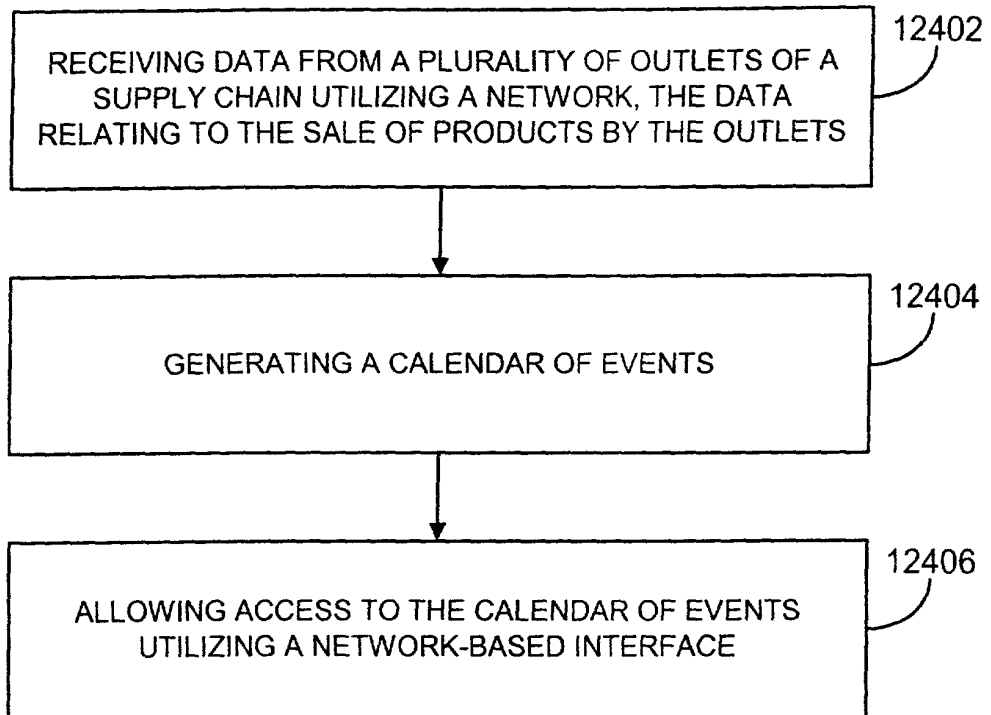 12402
RECEIVING DATA FROM A PLURALITY OF OUTLETS OF A
SUPPLY CHAIN UTILIZING A NETWORK, THE DATA
RELATING TO THE SALE OF PRODUCTS BY THE OUTLETS
12404
GENERATING A CALENDAR OF EVENTS
12406
ALLOWING ACCESS TO THE CALENDAR OF EVENTS
UTILIZING A NETWORK-BASED INTERFACE